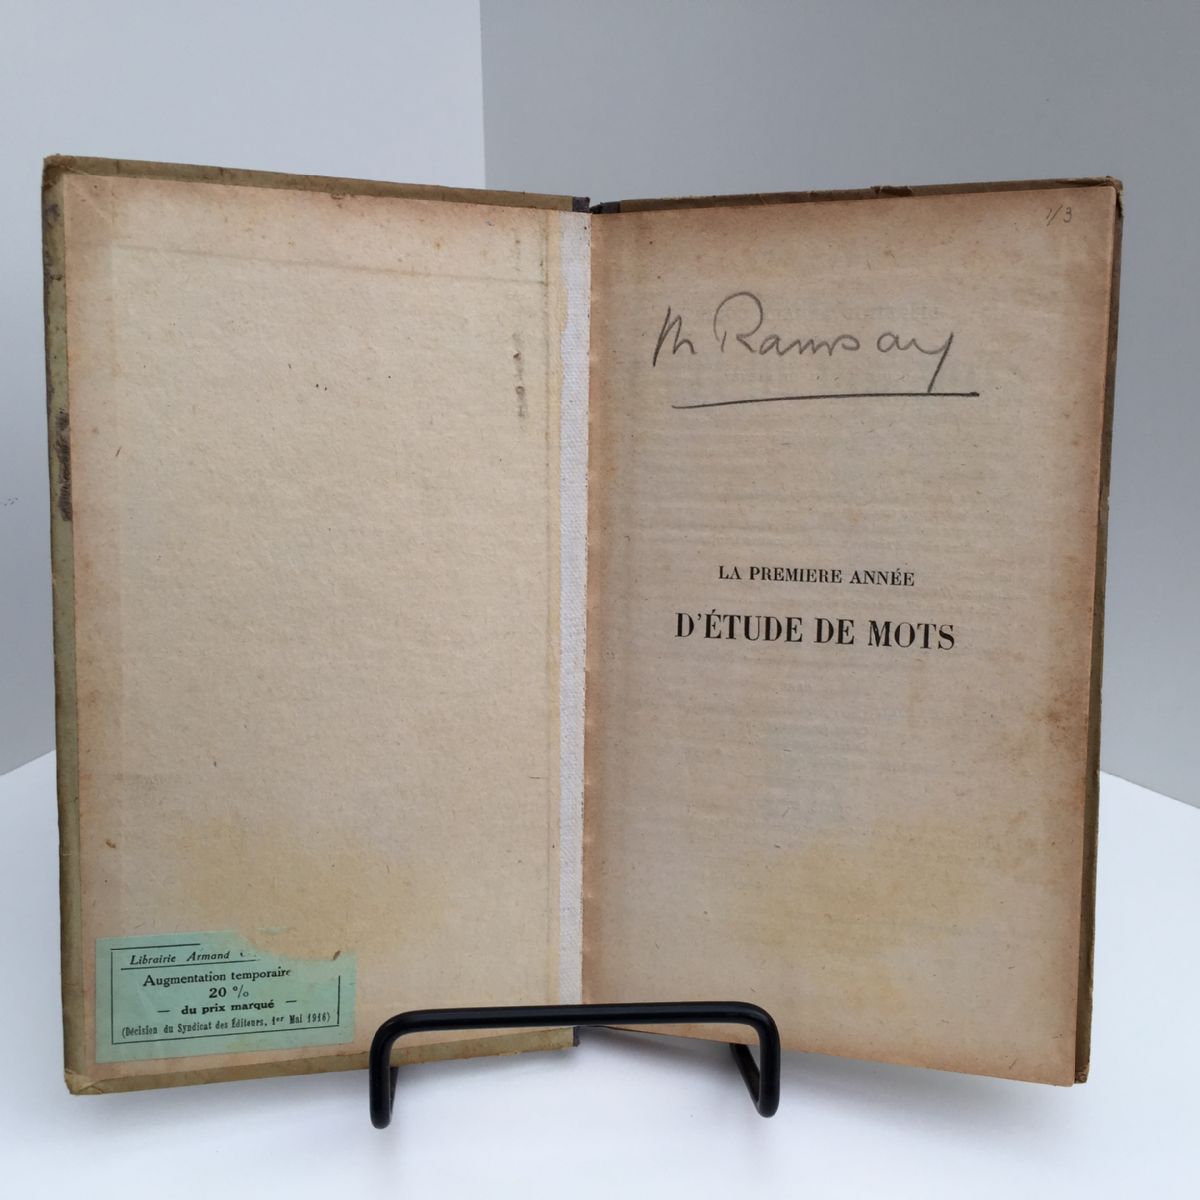 Librairie Armand
Augmentation temporaire
20 %
— du prix marqué —
(Décision du Syndicat des Éditeurs, 1er Mai 1916)
1/3
M Ramsay
LA PREMIERE ANNÉE
D'ÉTUDE DE MOTS